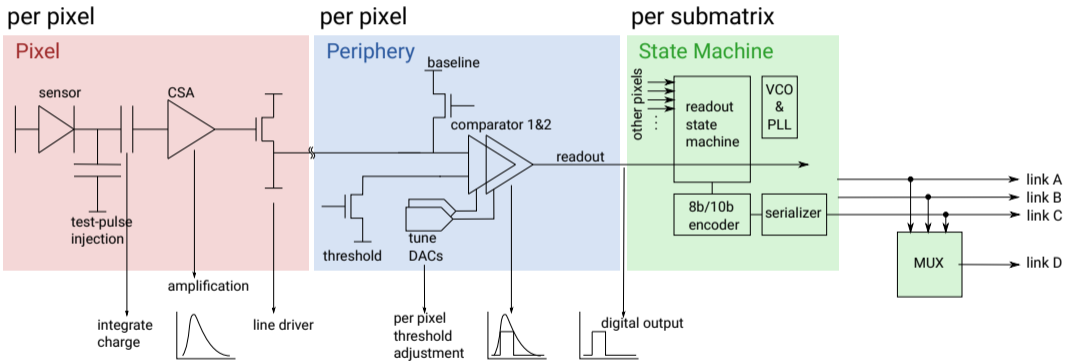 per pixel
per pixel
per submatrix
Pixel
Periphery
State Machine
sensor
CSA
test-pulse
injection
baseline
comparator 1&2
threshold
tune
DACs
readout
other pixels
...
readout
state
machine
VCO
&
PLL
8b/10b
encoder
serializer
link A
link B
link C
MUX
link D
integrate
charge
amplification
line driver
per pixel
threshold
adjustment
digital output